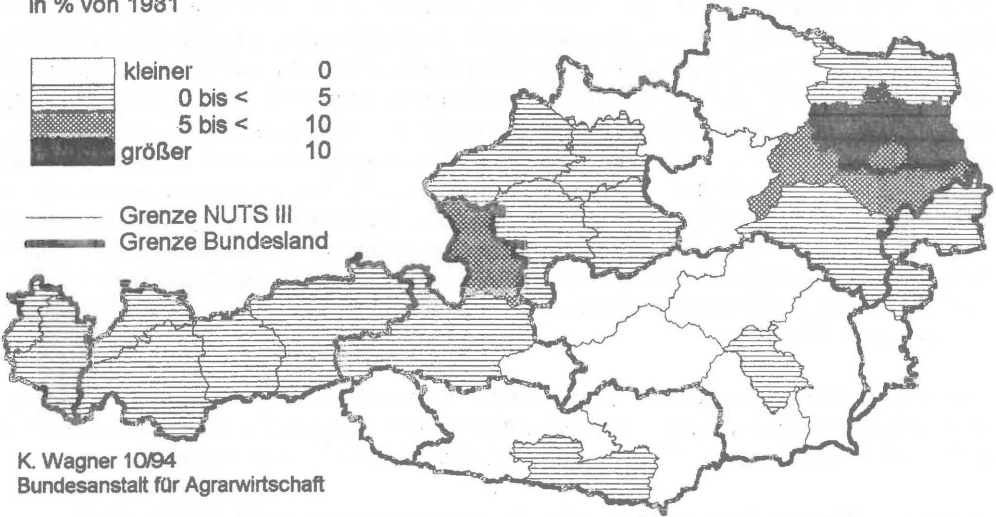 in % von 1981
kleiner 0
0 bis < 5
5 bis < 10
größer 10
Grenze NUTS III
Grenze Bundesland
K. Wagner 10/94
Bundesanstalt für Agrarwirtschaft